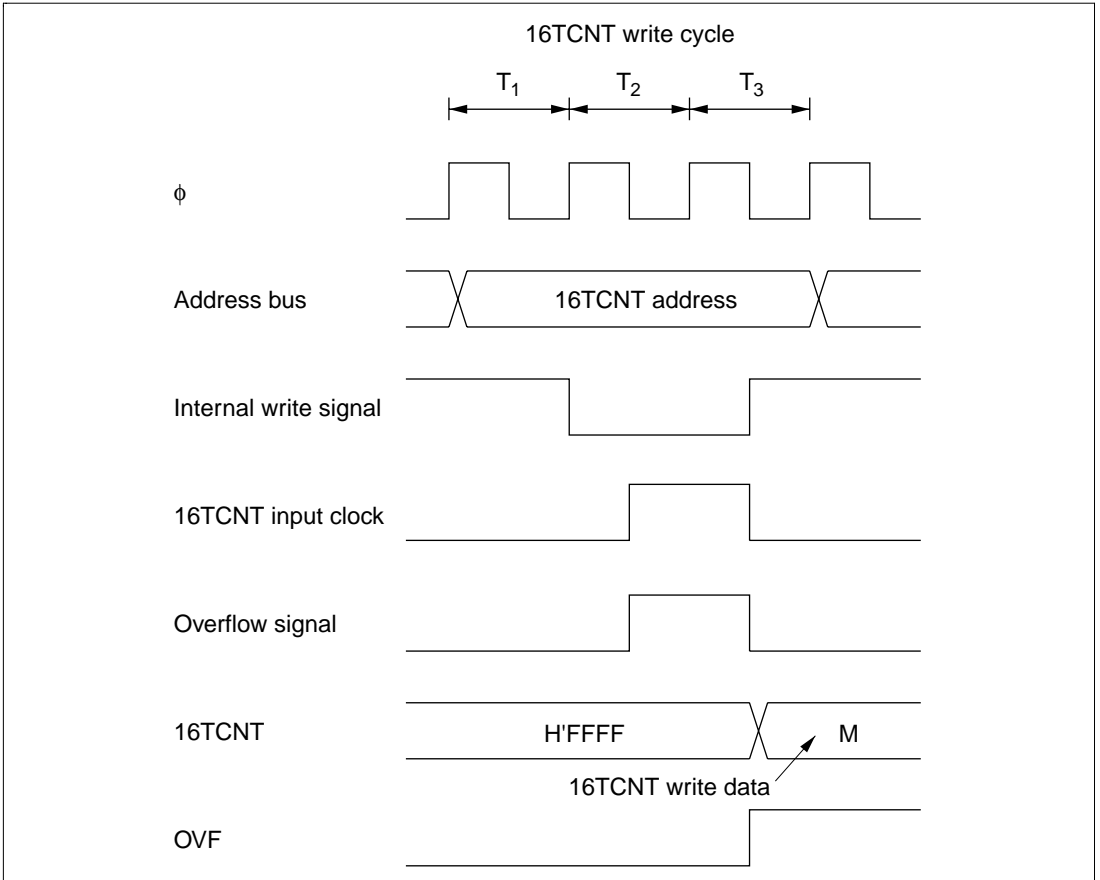 16TCNT write cycle
T1 T2 T3
ϕ
Address bus
16TCNT address
Internal write signal
16TCNT input clock
Overflow signal
16TCNT
H'FFFF
M
16TCNT write data
OVF